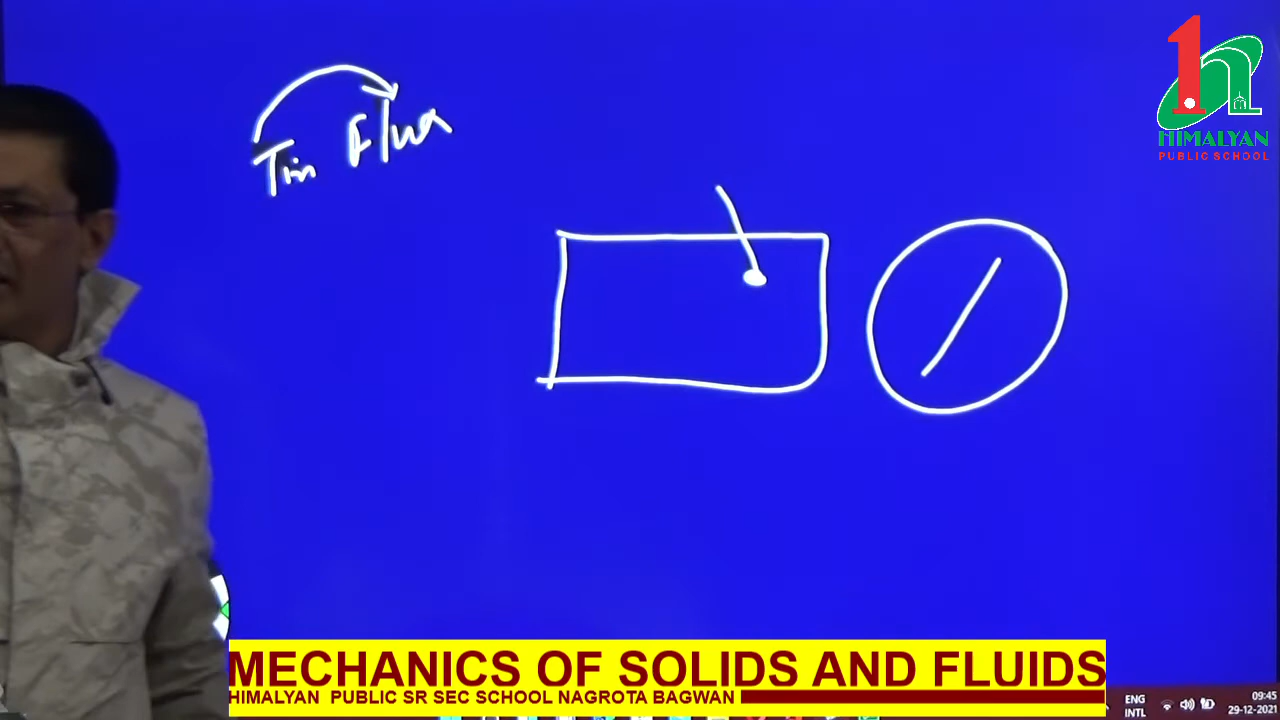 Tin Flux
HIMALYAN
PUBLIC SCHOOL
MECHANICS OF SOLIDS AND FLUIDS
HIMALYAN PUBLIC SR SEC SCHOOL NAGROTA BAGWAN
ENG
INTL
09:45
29-12-2021